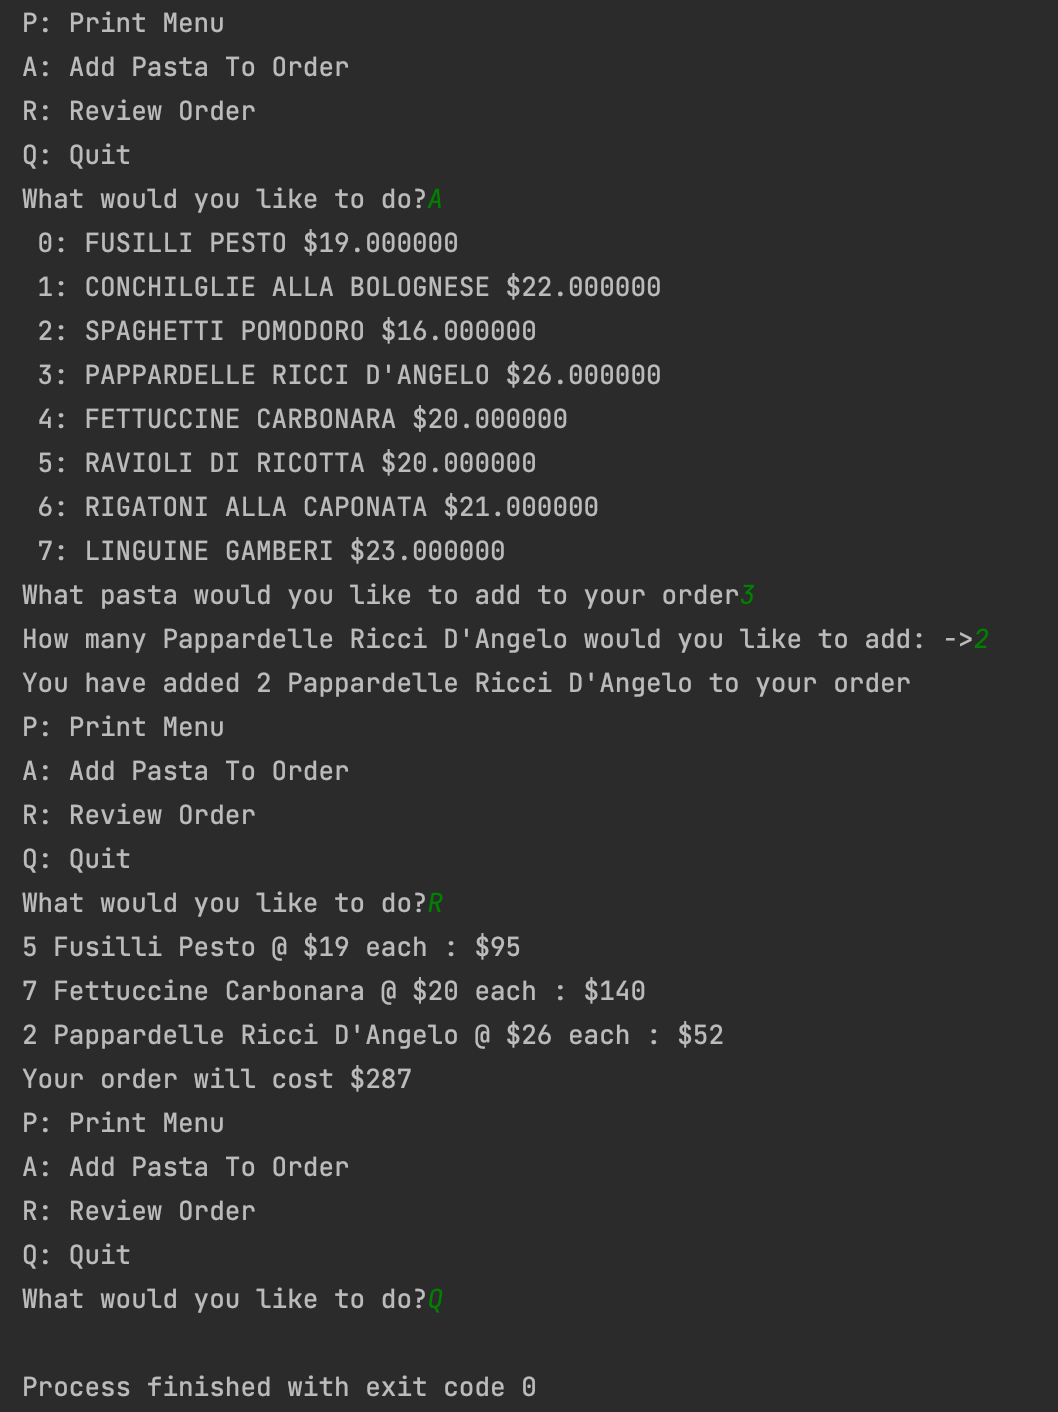 P: Print Menu
A: Add Pasta To Order
R: Review Order
Q: Quit
What would you like to do?A
0: FUSILLI PESTO $19.000000
1: CONCHILGLIE ALLA BOLOGNESE $22.000000
2: SPAGHETTI POMODORO $16.000000
3: PAPPARDELLE RICCI D'ANGELO $26.000000
4: FETTUCCINE CARBONARA $20.000000
5: RAVIOLI DI RICOTTA $20.000000
6: RIGATONI ALLA CAPONATA $21.000000
7: LINGUINE GAMBERI $23.000000
What pasta would you like to add to your order3
How many Pappardelle Ricci D'Angelo would you like to add: ->2
You have added 2 Pappardelle Ricci D'Angelo to your order
P: Print Menu
A: Add Pasta To Order
R: Review Order
Q: Quit
What would you like to do?R
5 Fusilli Pesto @ $19 each : $95
7 Fettuccine Carbonara @ $20 each : $140
2 Pappardelle Ricci D'Angelo @ $26 each : $52
Your order will cost $287
P: Print Menu
A: Add Pasta To Order
R: Review Order
Q: Quit
What would you like to do?Q
Process finished with exit code 0